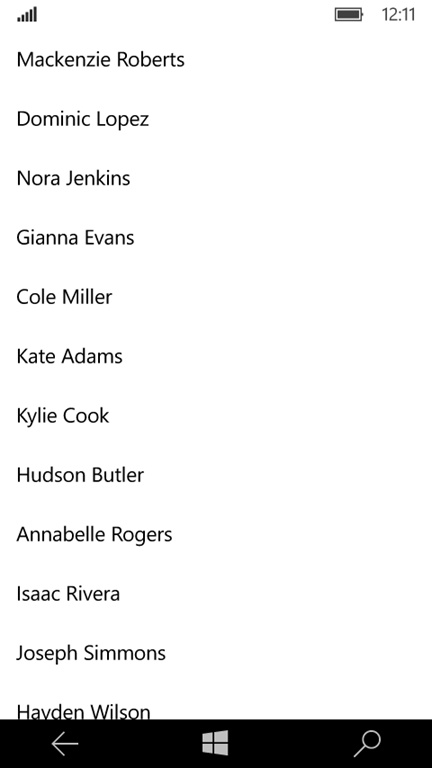 12:11
Mackenzie Roberts
Dominic Lopez
Nora Jenkins
Gianna Evans
Cole Miller
Kate Adams
Kylie Cook
Hudson Butler
Annabelle Rogers
Isaac Rivera
Joseph Simmons
Hayden Wilson